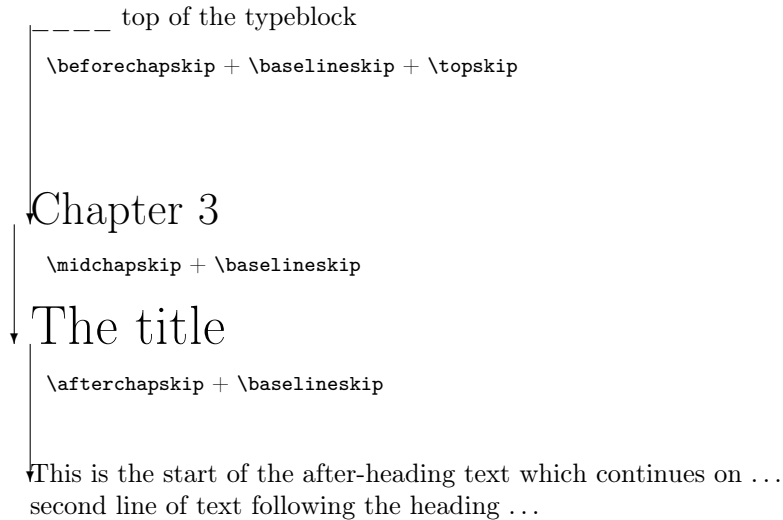 _ _ _ _ top of the typeblock
\beforechapskip + \baselineskip + \topskip
Chapter 3
\midchapskip + \baselineskip
The title
\afterchapskip + \baselineskip
This is the start of the after-heading text which continues on ...
second line of text following the heading ...